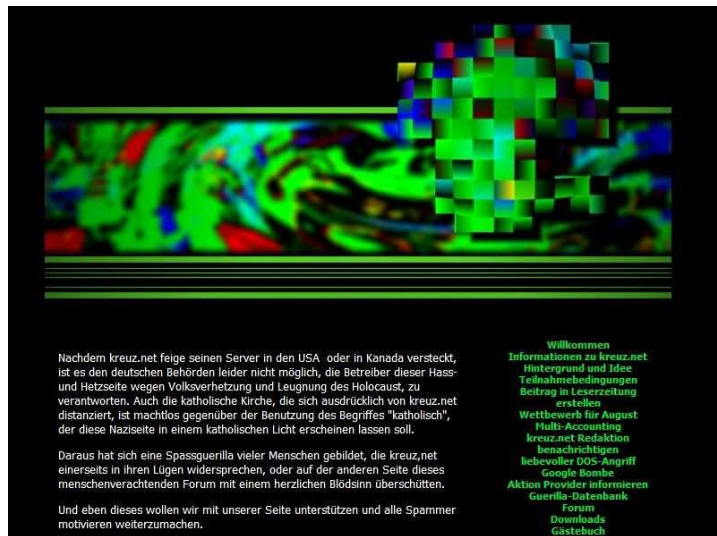 Nachdem kreuz.net feige seinen Server in den USA oder in Kanada versteckt,
ist es den deutschen Behörden leider nicht möglich, die Betreiber dieser Hass-
und Hetzseite wegen Volksverhetzung und Leugnung des Holocaust, zu
verantworten. Auch die katholische Kirche, die sich ausdrücklich von kreuz.net
distanziert, ist machtlos gegenüber der Benutzung des Begriffes "katholisch",
der diese Naziseite in einem katholischen Licht erscheinen lassen soll.
Daraus hat sich eine Spassguerilla vieler Menschen gebildet, die kreuz,net
einerseits in ihren Lügen widersprechen, oder auf der anderen Seite dieses
menschenverachtenden Forum mit einem herzlichen Blödsinn überschütten.
Und eben dieses wollen wir mit unserer Seite unterstützen und alle Spammer
motivieren weiterzumachen.
Willkommen
Informationen zu kreuz.net
Hintergrund und Idee
Teilnahmebedingungen
Beitrag in Leserzeitung
erstellen
Wettbewerb für August
Multi-Accounting
kreuz.net Redaktion
benachrichtigen
liebevoller DOS-Angriff
Google Bombe
Aktion Provider informieren
Guerilla-Datenbank
Forum
Downloads
Gästebuch